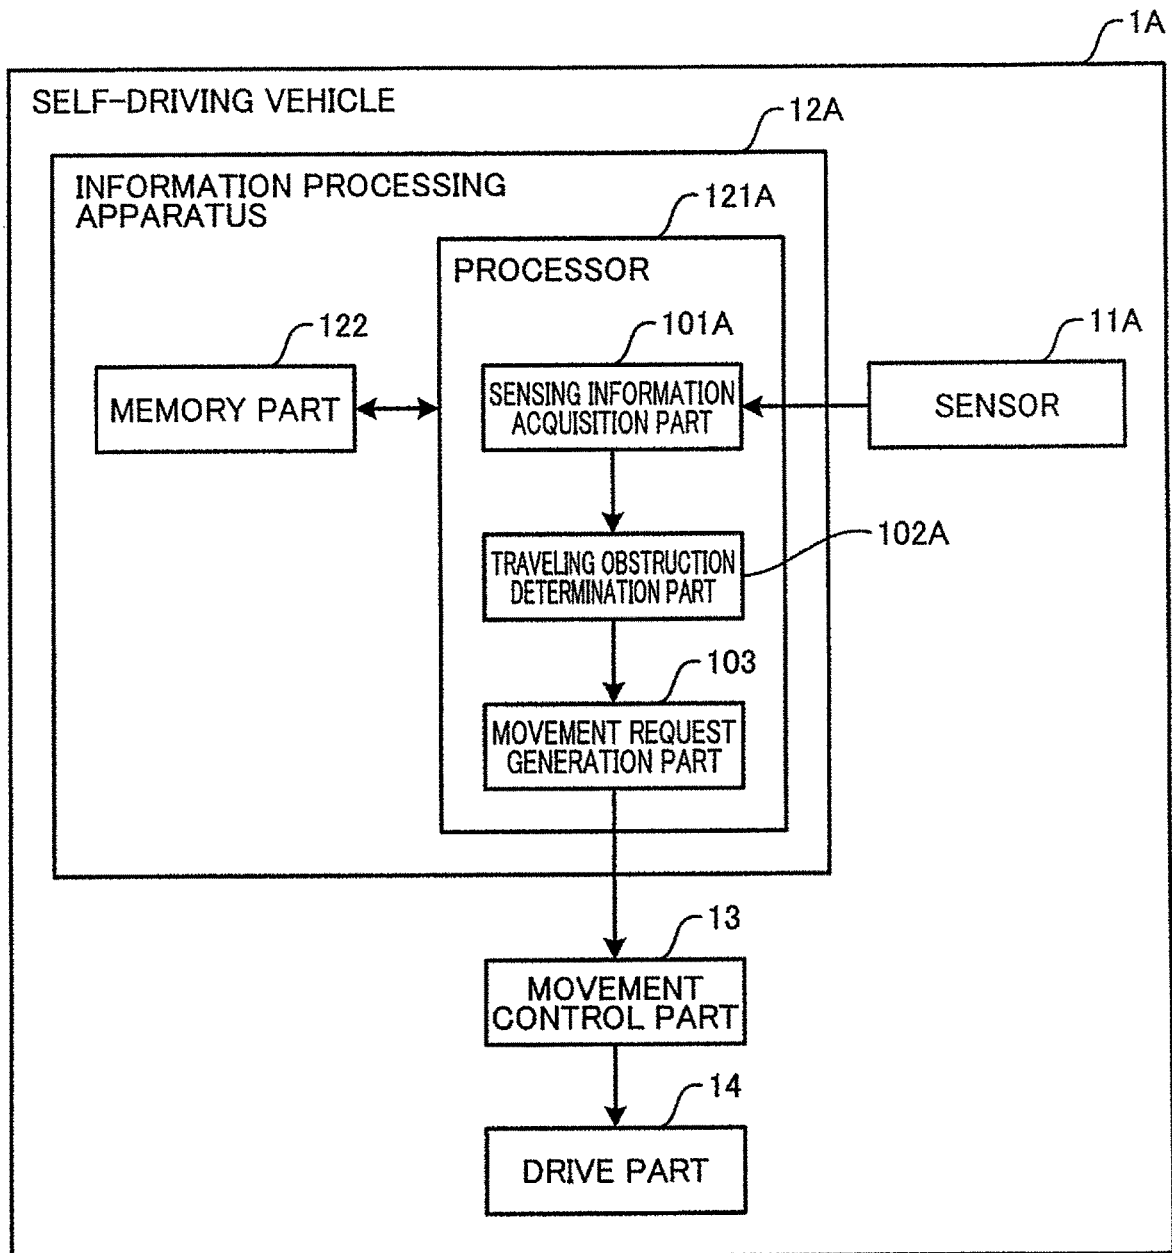 1A
SELF-DRIVING VEHICLE
12A
INFORMATION PROCESSING
APPARATUS
121A
PROCESSOR
122
101A
11A
MEMORY PART
SENSING INFORMATION
ACQUISITION PART
SENSOR
102A
TRAVELING OBSTRUCTION
DETERMINATION PART
103
MOVEMENT REQUEST
GENERATION PART
13
MOVEMENT
CONTROL PART
14
DRIVE PART